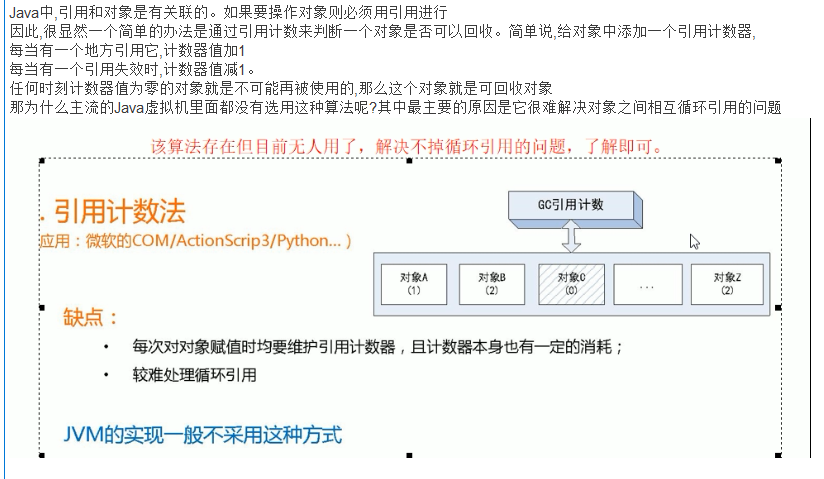 Java中,引用和对象是有关联的。如果要操作对象则必须用引用进行
因此,很显然一个简单的办法是通过引用计数来判断一个对象是否可以回收。简单说,给对象中添加一个引用计数器,
每当有一个地方引用它,计数器值加1
每当有一个引用失效时,计数器值减1。
任何时刻计数器值为零的对象就是不可能再被使用的,那么这个对象就是可回收对象
那为什么主流的Java虚拟机里面都没有选用这种算法呢?其中最主要的原因是它很难解决对象之间相互循环引用的问题
该算法存在但目前无人用了，解决不掉循环引用的问题，了解即可。
. 引用计数法
应用：微软的COM/ActionScrip3/Python... ）
GC引用计数
对象A
(1)
对象B
(2)
对象C
(0)
...
对象Z
(2)
缺点：
• 每次对对象赋值时均要维护引用计数器，且计数器本身也有一定的消耗；
• 较难处理循环引用
JVM的实现一般不采用这种方式